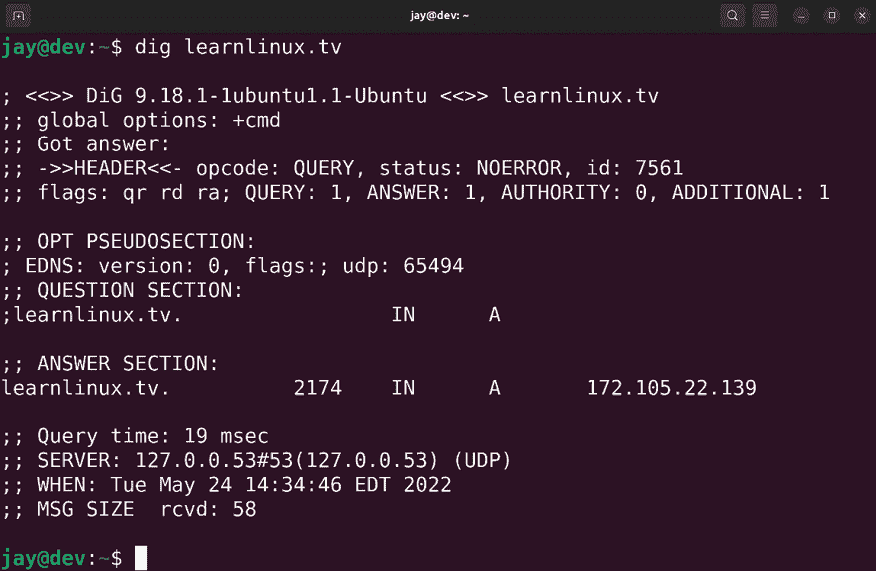 jay@dev: ~
jay@dev:~$ dig learnlinux.tv
; <<>> DiG 9.18.1-1ubuntu1.1-Ubuntu <<>> learnlinux.tv
;; global options: +cmd
;; Got answer:
;; ->>HEADER<<- opcode: QUERY, status: NOERROR, id: 7561
;; flags: qr rd ra; QUERY: 1, ANSWER: 1, AUTHORITY: 0, ADDITIONAL: 1
;; OPT PSEUDOSECTION:
; EDNS: version: 0, flags:; udp: 65494
;; QUESTION SECTION:
;learnlinux.tv. IN A
;; ANSWER SECTION:
learnlinux.tv. 2174 IN A 172.105.22.139
;; Query time: 19 msec
;; SERVER: 127.0.0.53#53(127.0.0.53) (UDP)
;; WHEN: Tue May 24 14:34:46 EDT 2022
;; MSG SIZE  rcvd: 58
jay@dev:~$